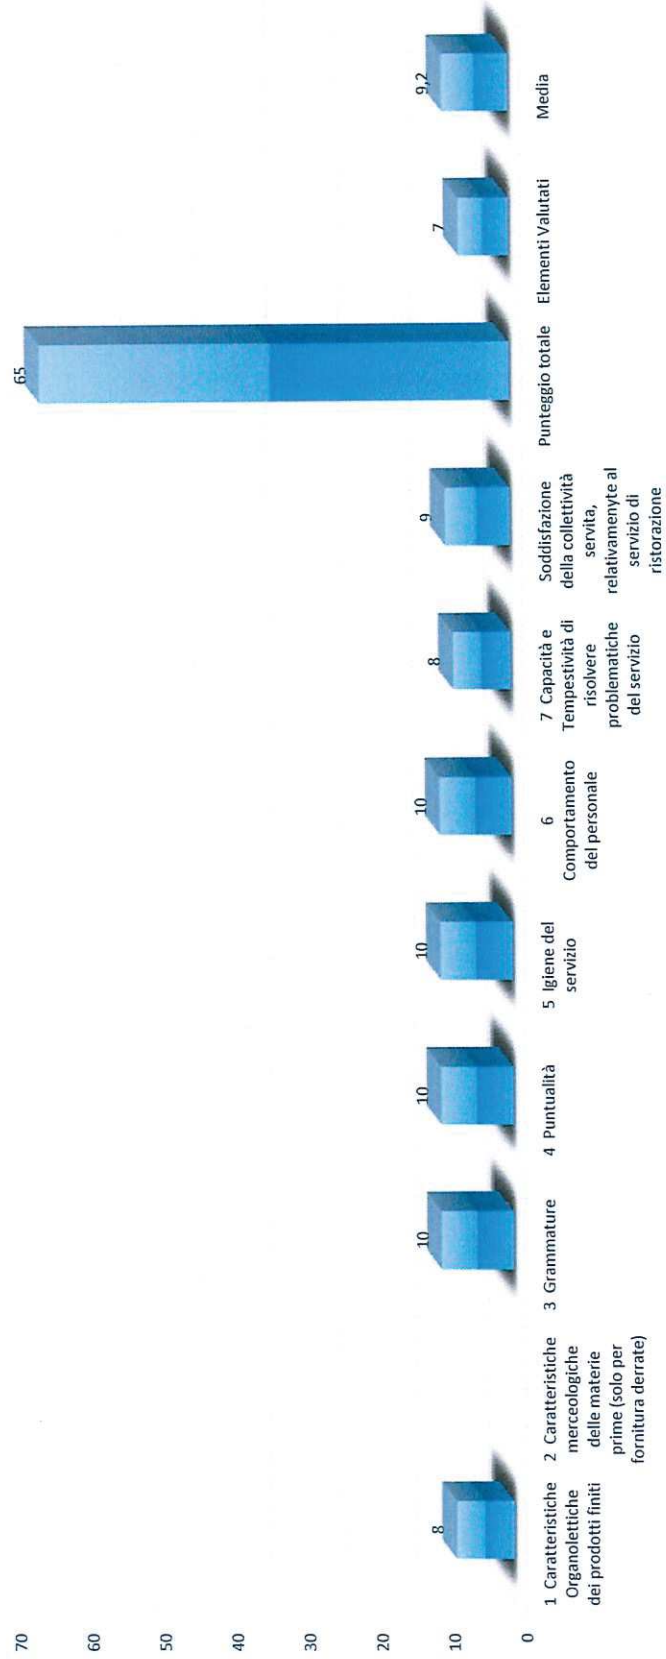 70
60
50
40
30
20
10
0
8
10
10
10
10
8
9
65
7
9,2
1 Caratteristiche
Organolettiche
dei prodotti finiti
2 Caratteristiche
merceologiche
delle materie
prime (solo per
fornitura derrate)
3 Grammature
4 Puntualità
5 Igiene del
servizio
6
Comportamento
del personale
7 Capacità e
Tempestività di
risolvere
problematiche
del servizio
Soddisfazione
della collettività
servita,
relativamenyte al
servizio di
ristorazione
Punteggio totale
Elementi Valutati
Media